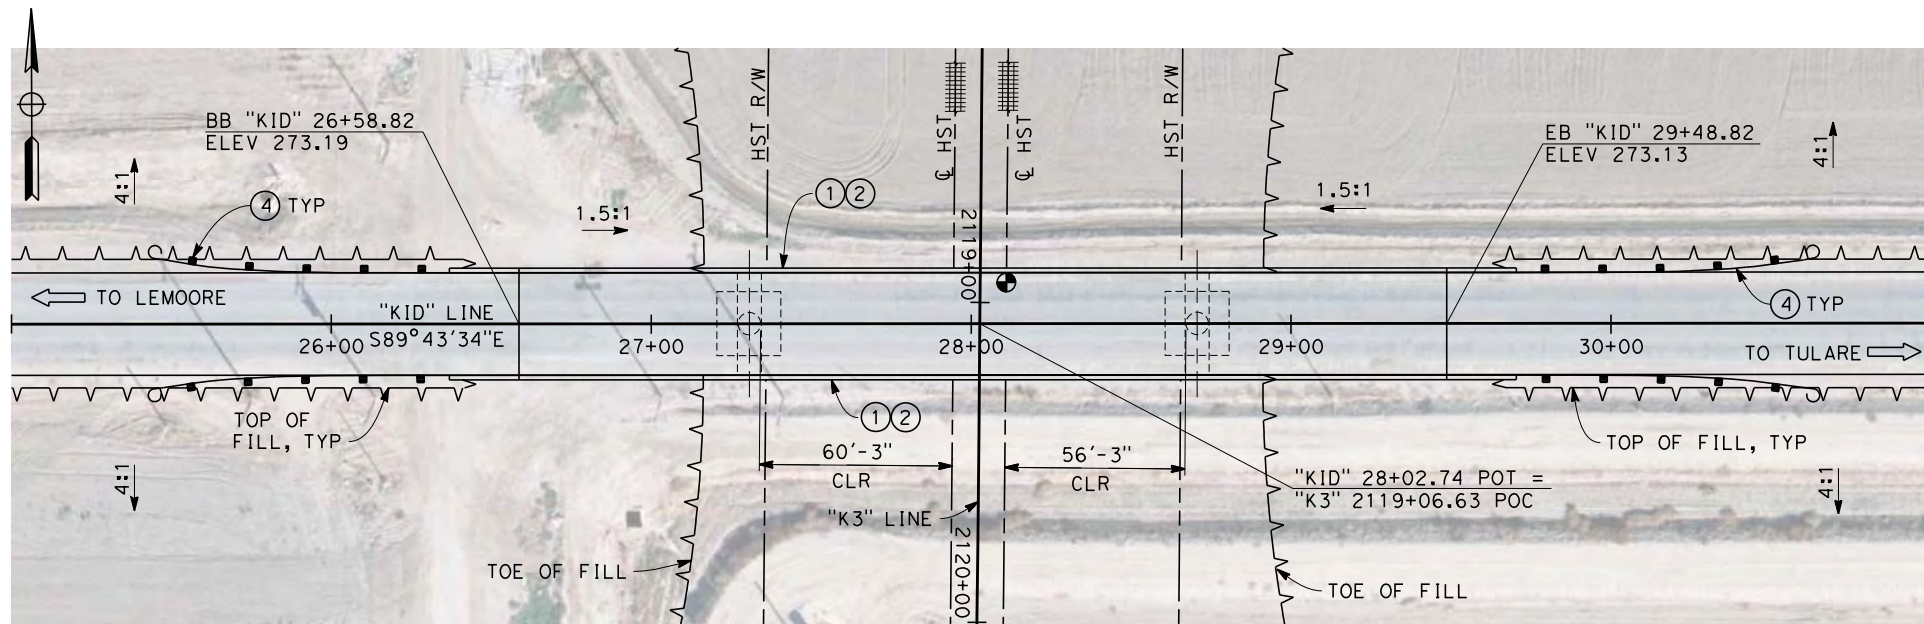 BB "KID" 26+58.82
ELEV 273.19
4:1
4 TYP
1.5:1
HST R/W
℄ HST
℄ HST
HST R/W
1 2
1.5:1
EB "KID" 29+48.82
ELEV 273.13
4:1
TO LEMOORE
"KID" LINE
S89°43'34"E
2119+00
4 TYP
26+00
27+00
28+00
29+00
30+00
TO TULARE
TOP OF
FILL, TYP
1 2
60'-3"
CLR
56'-3"
CLR
TOP OF FILL, TYP
4:1
"KID" 28+02.74 POT =
"K3" 2119+06.63 POC
4:1
"K3" LINE
2120+00
TOE OF FILL
TOE OF FILL